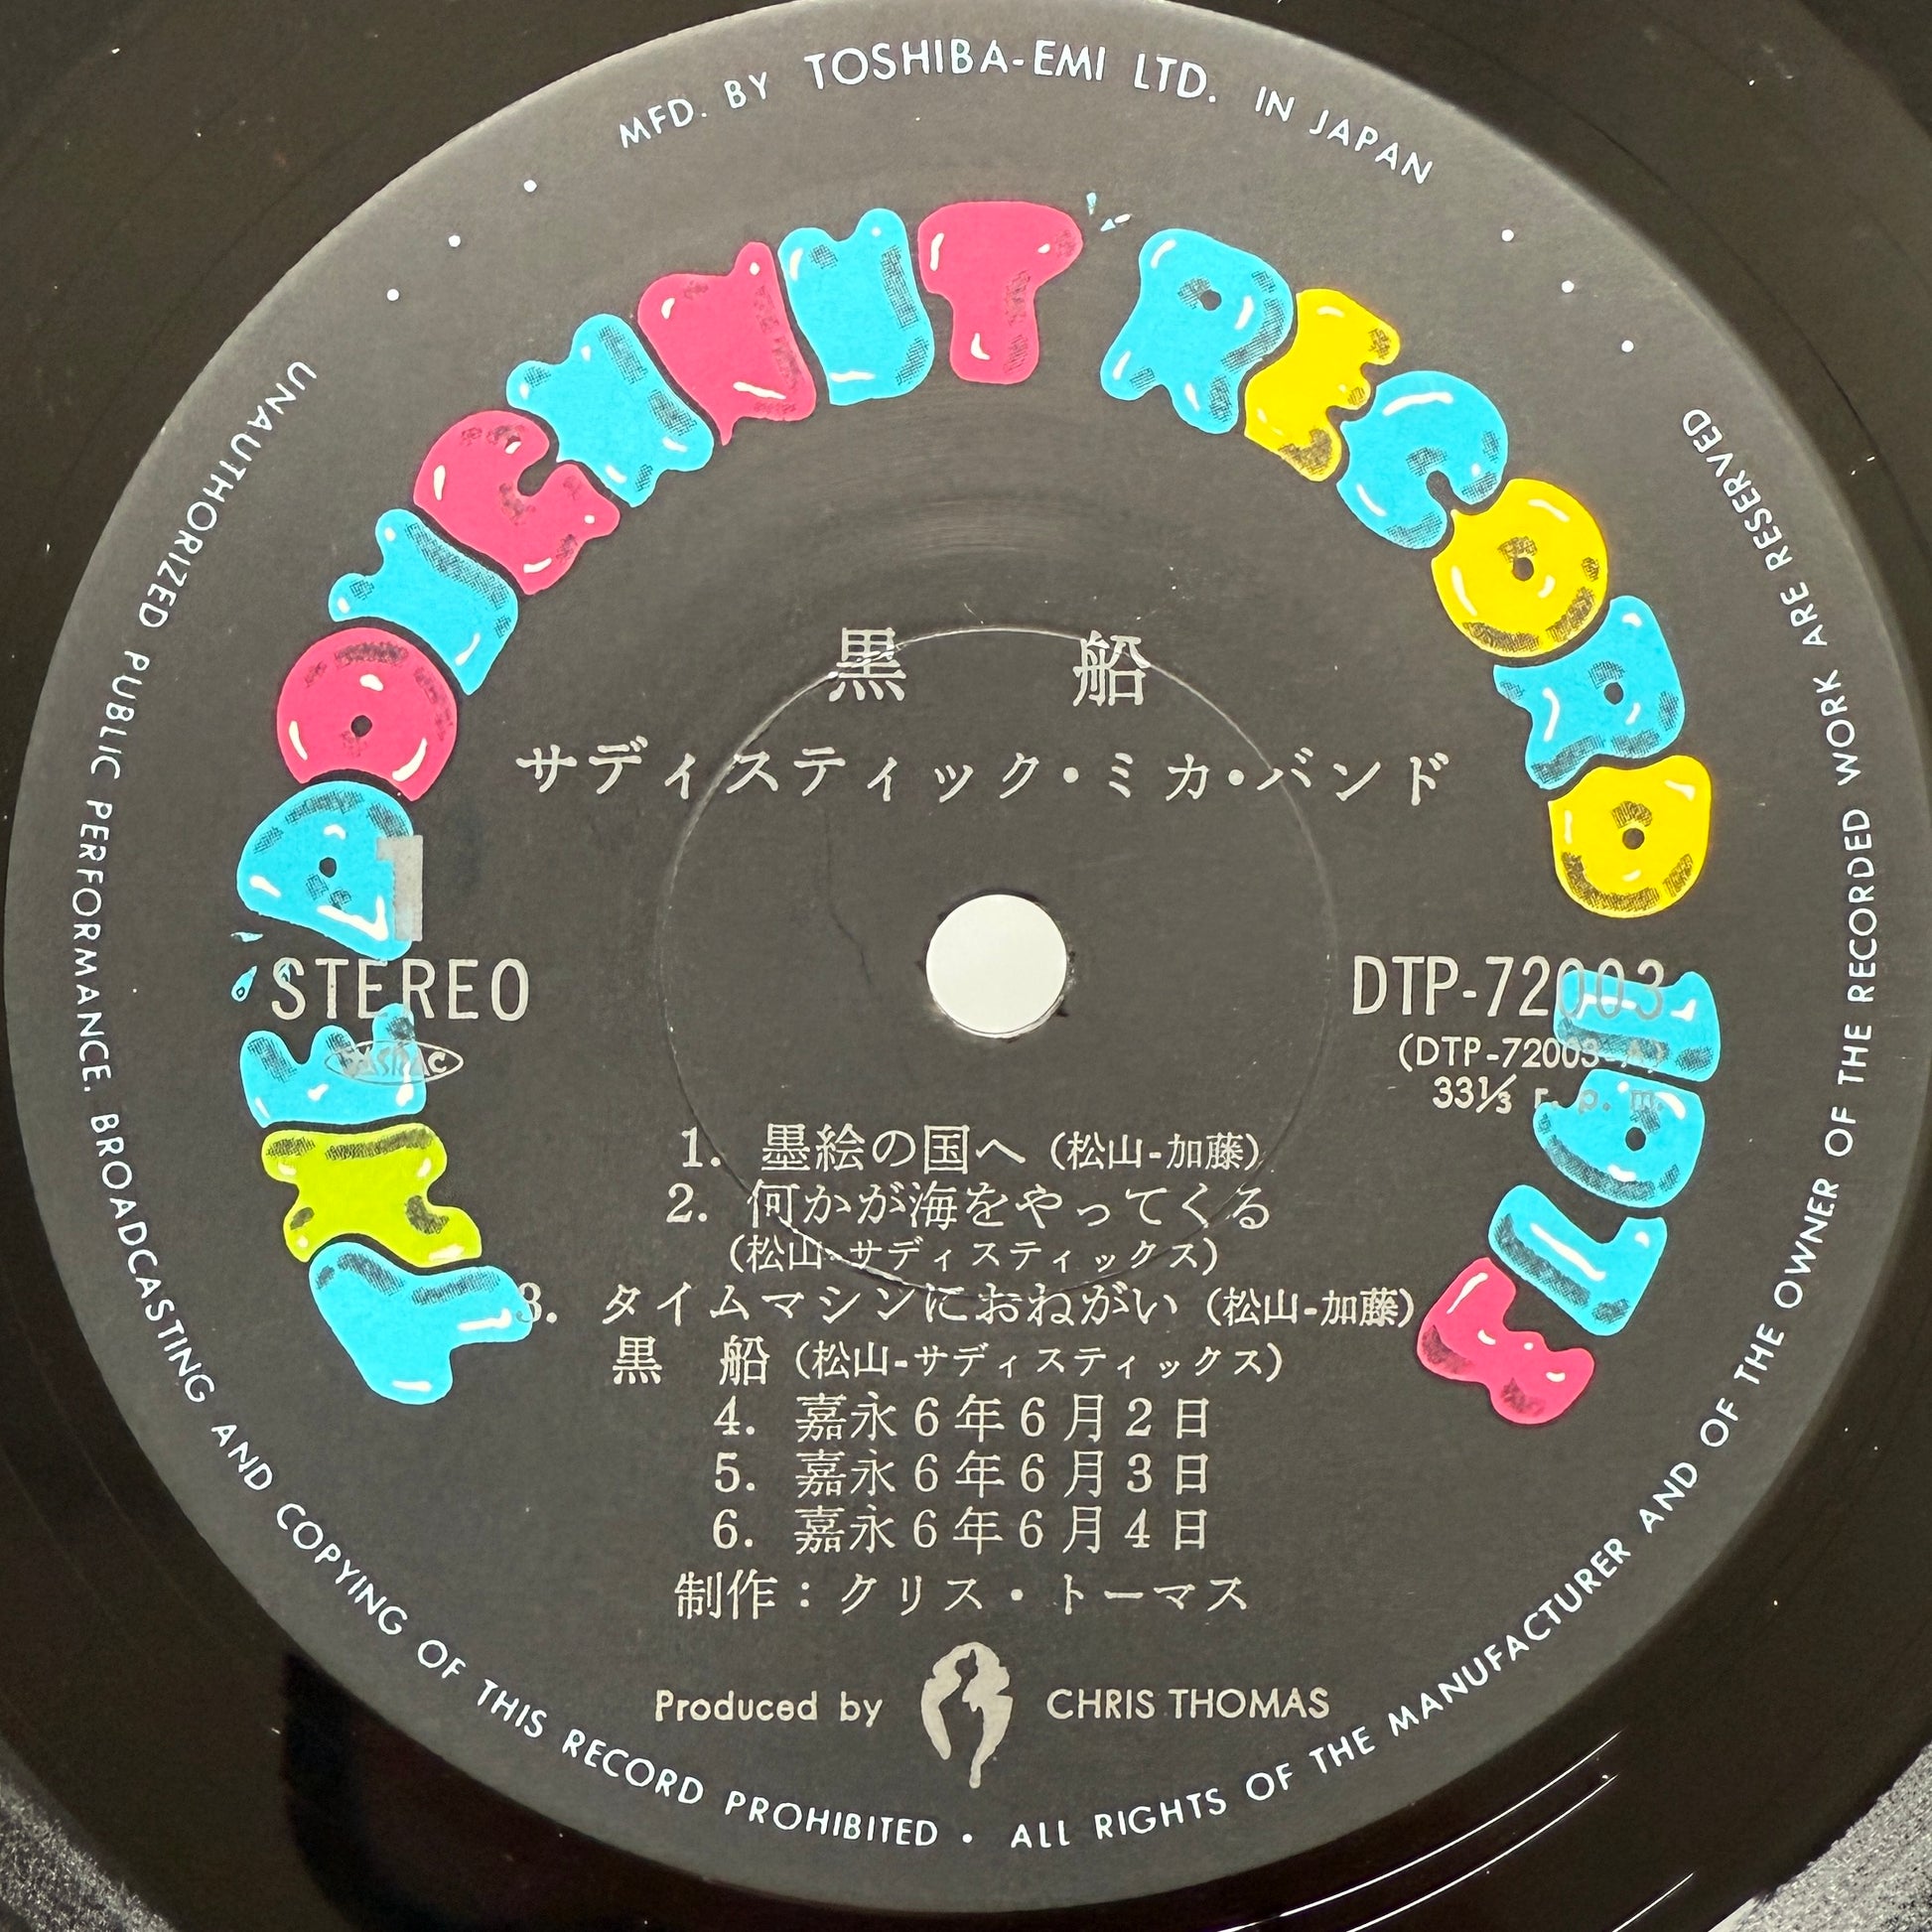 MFD. BY TOSHIBA-EMI LTD. IN JAPAN
THE DOUGHNUT RECORD LABEL
黒 船
サディスティック・ミカ・バンド
1
STEREO
JASRAC
DTP-72003
(DTP-72003-A)
33⅓ r. p. m.
1. 墨絵の国へ (松山-加藤)
2. 何かが海をやってくる
(松山-サディスティックス)
3. タイムマシンにおねがい (松山-加藤)
黒 船 (松山-サディスティックス)
4. 嘉永6年6月2日
5. 嘉永6年6月3日
6. 嘉永6年6月4日
制作：クリス・トーマス
Produced by CHRIS THOMAS
UNAUTHORIZED PUBLIC PERFORMANCE. BROADCASTING AND COPYING OF THIS RECORD PROHIBITED • ALL RIGHTS OF THE MANUFACTURER AND OF THE OWNER OF THE RECORDED WORK ARE RESERVED